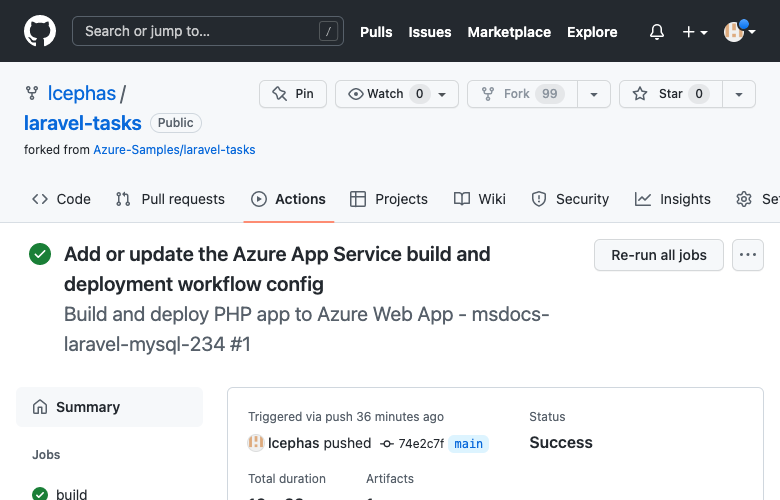 Search or jump to... /
Pulls Issues Marketplace Explore
lcephas /
laravel-tasks Public
forked from Azure-Samples/laravel-tasks
Pin Watch 0 Fork 99 Star 0
Code Pull requests Actions Projects Wiki Security Insights Se
Add or update the Azure App Service build and
deployment workflow config
Build and deploy PHP app to Azure Web App - msdocs-
laravel-mysql-234 #1
Re-run all jobs
Summary
Jobs
build
Triggered via push 36 minutes ago
lcephas pushed 74e2c7f main
Status
Success
Total duration Artifacts